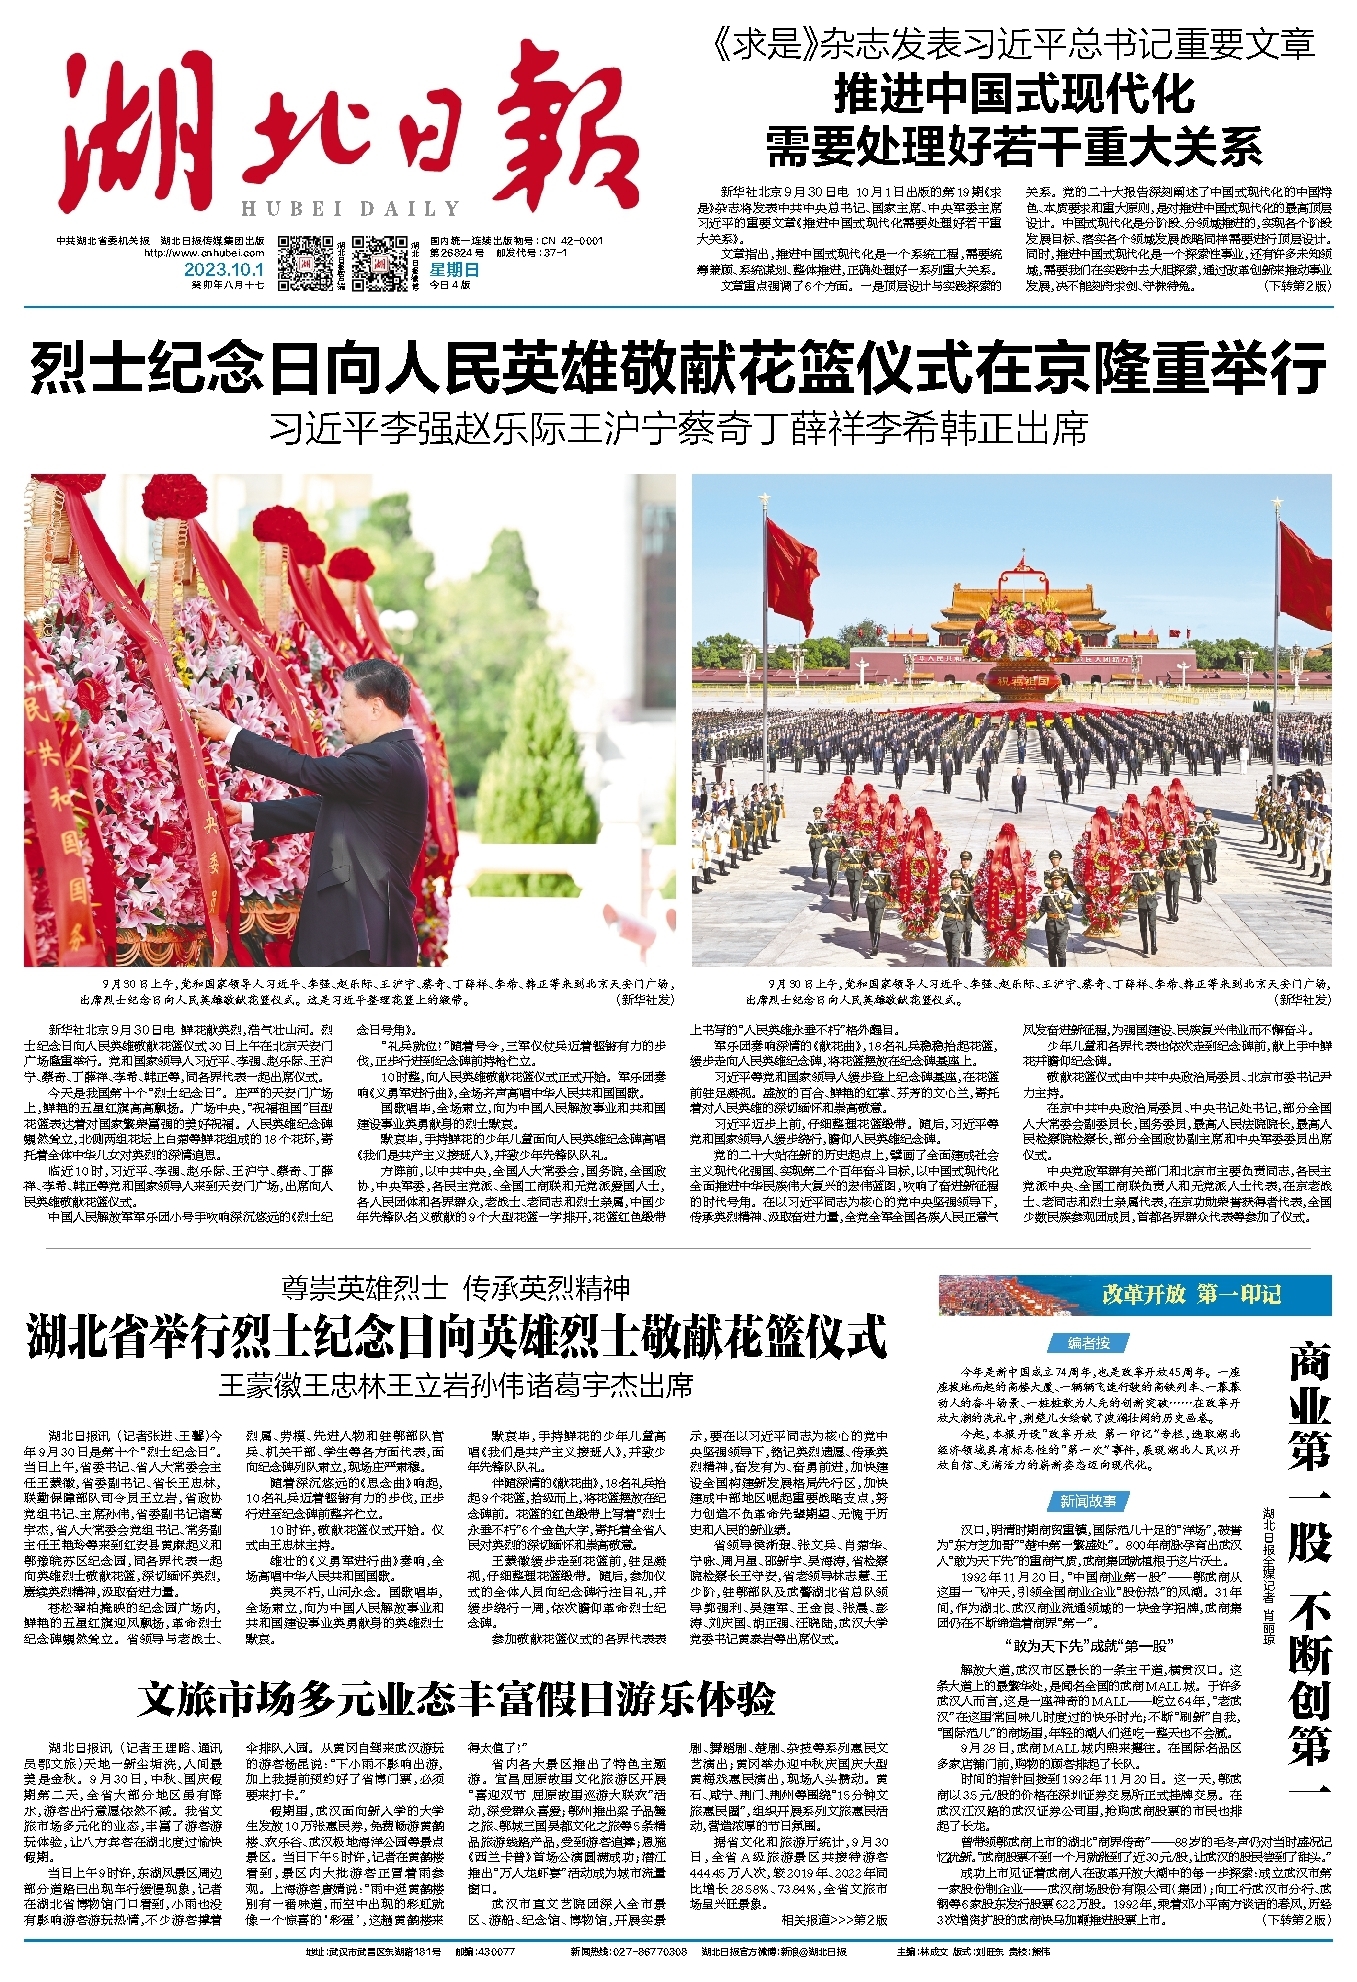 湖北日報
HUBEI DAILY
中共湖北省委机关报 湖北日报传媒集团出版
http://www.cnhubei.com
2023.10.1
癸卯年八月十七
国内统一连续出版物号:CN 42-0001
第26824号 邮发代号:37-1
星期日
今日4版
《求是》杂志发表习近平总书记重要文章
推进中国式现代化
需要处理好若干重大关系
新华社北京9月30日电 10月1日出版的第19期《求
是》杂志将发表中共中央总书记、国家主席、中央军委主席
习近平的重要文章《推进中国式现代化需要处理好若干重
大关系》。
文章指出,推进中国式现代化是一个系统工程,需要统
筹兼顾、系统谋划、整体推进,正确处理好一系列重大关系。
文章重点强调了6个方面。一是顶层设计与实践探索的
关系。党的二十大报告深刻阐述了中国式现代化的中国特
色、本质要求和重大原则,是对推进中国式现代化的最高顶层
设计。中国式现代化是分阶段、分领域推进的,实现各个阶段
发展目标、落实各个领域发展战略同样需要进行顶层设计。
同时,推进中国式现代化是一个探索性事业,还有许多未知领
域,需要我们在实践中去大胆探索,通过改革创新来推动事业
发展,决不能刻舟求剑、守株待兔。 (下转第2版)
烈士纪念日向人民英雄敬献花篮仪式在京隆重举行
习近平李强赵乐际王沪宁蔡奇丁薛祥李希韩正出席
祝福祖国
9月30日上午,党和国家领导人习近平、李强、赵乐际、王沪宁、蔡奇、丁薛祥、李希、韩正等来到北京天安门广场,
出席烈士纪念日向人民英雄敬献花篮仪式。这是习近平整理花篮上的缎带。 (新华社发)
9月30日上午,党和国家领导人习近平、李强、赵乐际、王沪宁、蔡奇、丁薛祥、李希、韩正等来到北京天安门广场,
出席烈士纪念日向人民英雄敬献花篮仪式。 (新华社发)
新华社北京9月30日电 鲜花献英烈,浩气壮山河。烈
士纪念日向人民英雄敬献花篮仪式30日上午在北京天安门
广场隆重举行。党和国家领导人习近平、李强、赵乐际、王沪
宁、蔡奇、丁薛祥、李希、韩正等,同各界代表一起出席仪式。
今天是我国第十个“烈士纪念日”。庄严的天安门广场
上,鲜艳的五星红旗高高飘扬。广场中央,“祝福祖国”巨型
花篮表达着对国家繁荣富强的美好祝福。人民英雄纪念碑
巍然耸立,北侧两组花坛上白菊等鲜花组成的18个花环,寄
托着全体中华儿女对英烈的深情追思。
临近10时,习近平、李强、赵乐际、王沪宁、蔡奇、丁薛
祥、李希、韩正等党和国家领导人来到天安门广场,出席向人
民英雄敬献花篮仪式。
中国人民解放军军乐团小号手吹响深沉悠远的《烈士纪
念日号角》。
“礼兵就位!”随着号令,三军仪仗兵迈着铿锵有力的步
伐,正步行进到纪念碑前持枪伫立。
10时整,向人民英雄敬献花篮仪式正式开始。军乐团奏
响《义勇军进行曲》,全场齐声高唱中华人民共和国国歌。
国歌唱毕,全场肃立,向为中国人民解放事业和共和国
建设事业英勇献身的烈士默哀。
默哀毕,手持鲜花的少年儿童面向人民英雄纪念碑高唱
《我们是共产主义接班人》,并致少年先锋队队礼。
方阵前,以中共中央,全国人大常委会,国务院,全国政
协,中央军委,各民主党派、全国工商联和无党派爱国人士,
各人民团体和各界群众,老战士、老同志和烈士亲属,中国少
年先锋队名义敬献的9个大型花篮一字排开,花篮红色缎带
上书写的“人民英雄永垂不朽”格外醒目。
军乐团奏响深情的《献花曲》,18名礼兵稳稳抬起花篮,
缓步走向人民英雄纪念碑,将花篮摆放在纪念碑基座上。
习近平等党和国家领导人缓步登上纪念碑基座,在花篮
前驻足凝视。盛放的百合、鲜艳的红掌、芬芳的文心兰,寄托
着对人民英雄的深切缅怀和崇高敬意。
习近平迈步上前,仔细整理花篮缎带。随后,习近平等
党和国家领导人缓步绕行,瞻仰人民英雄纪念碑。
党的二十大站在新的历史起点上,擘画了全面建成社会
主义现代化强国、实现第二个百年奋斗目标,以中国式现代化
全面推进中华民族伟大复兴的宏伟蓝图,吹响了奋进新征程
的时代号角。在以习近平同志为核心的党中央坚强领导下,
传承英烈精神、汲取奋进力量,全党全军全国各族人民正意气
风发奋进新征程,为强国建设、民族复兴伟业而不懈奋斗。
少年儿童和各界代表也依次走到纪念碑前,献上手中鲜
花并瞻仰纪念碑。
敬献花篮仪式由中共中央政治局委员、北京市委书记尹
力主持。
在京中共中央政治局委员、中央书记处书记,部分全国
人大常委会副委员长,国务委员,最高人民法院院长,最高人
民检察院检察长,部分全国政协副主席和中央军委委员出席
仪式。
中央党政军群有关部门和北京市主要负责同志,各民主
党派中央、全国工商联负责人和无党派人士代表,在京老战
士、老同志和烈士亲属代表,在京功勋荣誉获得者代表,全国
少数民族参观团成员,首都各界群众代表等参加了仪式。
尊崇英雄烈士 传承英烈精神
湖北省举行烈士纪念日向英雄烈士敬献花篮仪式
王蒙徽王忠林王立岩孙伟诸葛宇杰出席
湖北日报讯 (记者张进、王馨)今
年9月30日是第十个“烈士纪念日”。
当日上午,省委书记、省人大常委会主
任王蒙徽,省委副书记、省长王忠林,
联勤保障部队司令员王立岩,省政协
党组书记、主席孙伟,省委副书记诸葛
宇杰,省人大常委会党组书记、常务副
主任王艳玲等来到红安县黄麻起义和
鄂豫皖苏区纪念园,同各界代表一起
向英雄烈士敬献花篮,深切缅怀英烈,
赓续英烈精神,汲取奋进力量。
苍松翠柏掩映的纪念园广场内,
鲜艳的五星红旗迎风飘扬,革命烈士
纪念碑巍然耸立。省领导与老战士、
烈属、劳模、先进人物和驻鄂部队官
兵、机关干部、学生等各方面代表,面
向纪念碑列队肃立,现场庄严肃穆。
随着深沉悠远的《思念曲》响起,
10名礼兵迈着铿锵有力的步伐,正步
行进至纪念碑前整齐伫立。
10时许,敬献花篮仪式开始。仪
式由王忠林主持。
雄壮的《义勇军进行曲》奏响,全
场高唱中华人民共和国国歌。
英灵不朽,山河永念。国歌唱毕,
全场肃立,向为中国人民解放事业和
共和国建设事业英勇献身的英雄烈士
默哀。
默哀毕,手持鲜花的少年儿童高
唱《我们是共产主义接班人》,并致少
年先锋队队礼。
伴随深情的《献花曲》,18名礼兵抬
起9个花篮,拾级而上,将花篮摆放在纪
念碑前。花篮的红色缎带上写着“烈士
永垂不朽”6个金色大字,寄托着全省人
民对英烈的深切缅怀和崇高敬意。
王蒙徽缓步走到花篮前,驻足凝
视,仔细整理花篮缎带。随后,参加仪
式的全体人员向纪念碑行注目礼,并
缓步绕行一周,依次瞻仰革命烈士纪
念碑。
参加敬献花篮仪式的各界代表表
示,要在以习近平同志为核心的党中
央坚强领导下,铭记英烈遗愿、传承英
烈精神,奋发有为、奋勇前进,加快建
设全国构建新发展格局先行区,加快
建成中部地区崛起重要战略支点,努
力创造不负革命先辈期望、无愧于历
史和人民的新业绩。
省领导侯淅珉、张文兵、肖菊华、
宁咏、周月星、邵新宇、吴海涛,省检察
院检察长王守安,省老领导林志慧、王
少阶,驻鄂部队及武警湖北省总队领
导郭强利、吴建军、王金良、张晨、彭
涛、刘庆国、胡正强、汪晓陆,武汉大学
党委书记黄泰岩等出席仪式。
文旅市场多元业态丰富假日游乐体验
湖北日报讯 (记者王理略、通讯
员鄂文旅)天地一新尘垢洗,人间最
美是金秋。9月30日,中秋、国庆假
期第二天,全省大部分地区虽有降
水,游客出行意愿依然不减。我省文
旅市场多元化的业态,丰富了游客游
玩体验,让八方宾客在湖北度过愉快
假期。
当日上午9时许,东湖风景区周边
部分道路已出现车行缓慢现象,记者
在湖北省博物馆门口看到,小雨也没
有影响游客游玩热情,不少游客撑着
伞排队入园。从黄冈自驾来武汉游玩
的游客杨昆说:“下小雨不影响出游,
加上我提前预约好了省博门票,必须
要来打卡。”
假期里,武汉面向新入学的大学
生发放10万张惠民券,免费畅游黄鹤
楼、欢乐谷、武汉极地海洋公园等景点
景区。当日下午5时许,记者在黄鹤楼
看到,景区内大批游客正冒着雨参
观。上海游客唐婧说:“雨中逛黄鹤楼
别有一番味道,而空中出现的彩虹就
像一个惊喜的‘彩蛋’,这趟黄鹤楼来
得太值了!”
省内各大景区推出了特色主题
游。宜昌屈原故里文化旅游区开展
“喜迎双节 屈原故里巡游大联欢”活
动,深受群众喜爱;鄂州推出梁子品蟹
之旅、鄂城三国吴都文化之旅等5条精
品旅游线路产品,受到游客追捧;恩施
《西兰卡普》首场公演圆满成功;潜江
推出“万人龙虾宴”活动成为城市流量
窗口。
武汉市直文艺院团深入全市景
区、游船、纪念馆、博物馆,开展实景
剧、舞蹈剧、楚剧、杂技等系列惠民文
艺演出;黄冈举办迎中秋庆国庆大型
黄梅戏惠民演出,现场人头攒动。黄
石、咸宁、荆门、荆州等围绕“15分钟文
旅惠民圈”,组织开展系列文旅惠民活
动,营造浓厚的节日氛围。
据省文化和旅游厅统计,9月30
日,全省A级旅游景区共接待游客
444.45万人次,较2019年、2022年同
比增长28.58%、73.84%,全省文旅市
场呈兴旺景象。
相关报道>>>第2版
改革开放 第一印记
编者按
今年是新中国成立74周年,也是改革开放45周年。一座
座拔地而起的高楼大厦、一辆辆飞速行驶的高铁列车、一幕幕
动人的奋斗场景、一桩桩敢为人先的创新突破……在改革开
放大潮的洗礼中,荆楚儿女绘就了波澜壮阔的历史画卷。
今起,本报开设“改革开放 第一印记”专栏,选取湖北
经济领域具有标志性的“第一次”事件,展现湖北人民以开
放自信、充满活力的崭新姿态迈向现代化。
新闻故事
商业第一股 不断创第一
湖北日报全媒记者 肖丽琼
汉口,明清时期商贸重镇,国际范儿十足的“洋场”,被誉
为“东方芝加哥”“楚中第一繁盛处”。800年商脉孕育出武汉
人“敢为天下先”的重商气质,武商集团就植根于这片沃土。
1992年11月20日,“中国商业第一股”——鄂武商从
这里一飞冲天,引领全国商业企业“股份热”的风潮。31年
间,作为湖北、武汉商业流通领域的一块金字招牌,武商集
团仍在不断缔造着商界“第一”。
“敢为天下先”成就“第一股”
解放大道,武汉市区最长的一条主干道,横贯汉口。这
条大道上的最繁华处,是闻名全国的武商MALL城。于许多
武汉人而言,这是一座神奇的MALL——屹立64年,“老武
汉”在这里常回味儿时度过的快乐时光;不断“刷新”自我,
“国际范儿”的商场里,年轻的潮人们逛吃一整天也不会腻。
9月28日,武商MALL城内熙来攘往。在国际名品区
多家店铺门前,购物的顾客排起了长队。
时间的指针回拨到1992年11月20日。这一天,鄂武
商以35元/股的价格在深圳证券交易所正式挂牌交易。在
武汉江汉路的武汉证券公司里,抢购武商股票的市民也排
起了长龙。
曾带领鄂武商上市的湖北“商界传奇”——88岁的毛冬声仍对当时盛况记
忆犹新。“武商股票不到一个月就涨到了近30元/股,让武汉的股民尝到了甜头。”
成功上市见证着武商人在改革开放大潮中的每一步探索:成立武汉市第
一家股份制企业——武汉商场股份有限公司(集团);向工行武汉市分行、武
钢等6家股东发行股票622万股。1992年,乘着邓小平南方谈话的春风,历经
3次增资扩股的武商快马加鞭推进股票上市。 (下转第2版)
地址:武汉市武昌区东湖路181号 邮编:430077 新闻热线:027-86770308 湖北日报官方微博:新浪@湖北日报 主编:林成文 版式:刘旺东 责校:熊伟